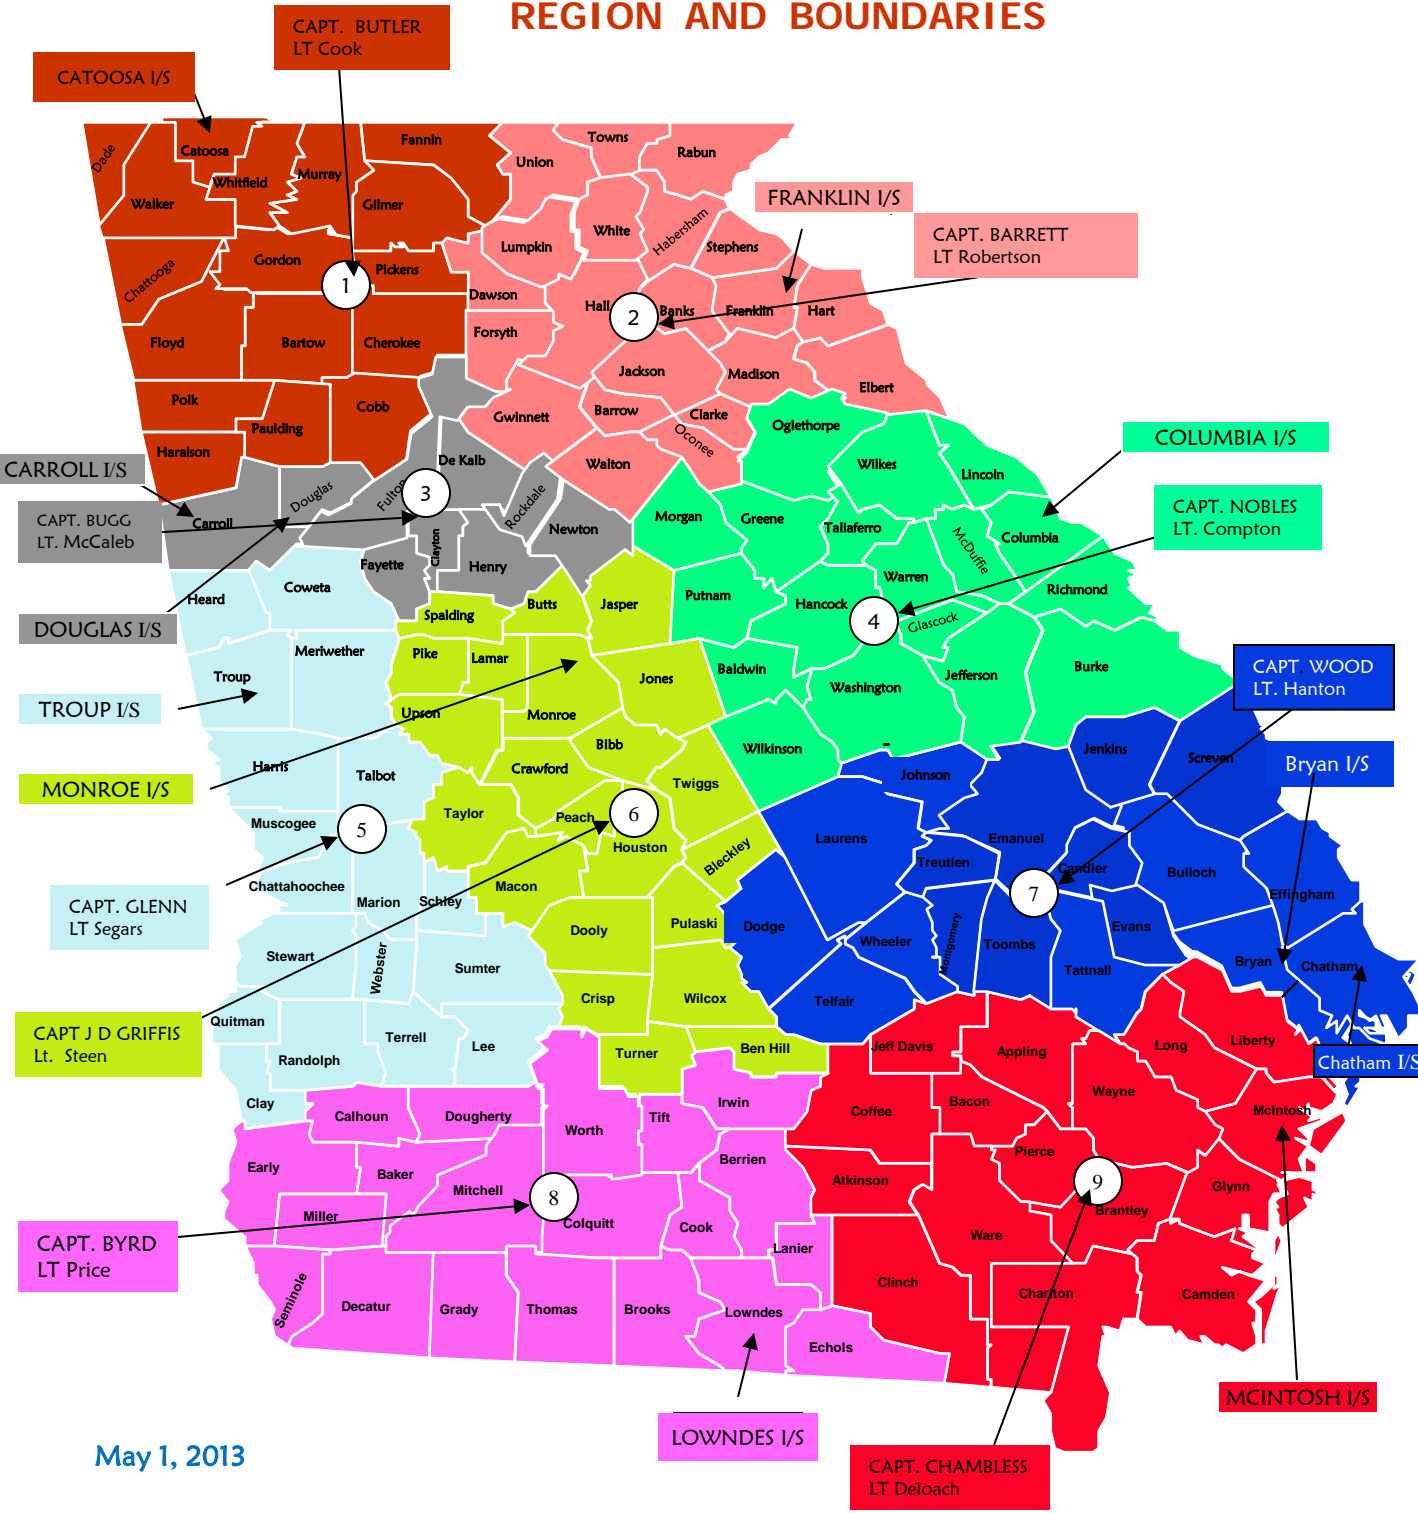 REGION AND BOUNDARIES
CAPT. BUTLER
LT Cook
CATOOSA I/S
Dade
Catoosa
Whitfield
Murray
Fannin
Walker
Gilmer
Union
Towns
Rabun
Chattooga
Gordon
Pickens
1
Lumpkin
White
Habersham
Stephens
FRANKLIN I/S
CAPT. BARRETT
LT Robertson
Floyd
Bartow
Cherokee
Dawson
Forsyth
Hall
2
Banks
Franklin
Hart
Polk
Paulding
Cobb
Haralson
Jackson
Madison
Elbert
Gwinnett
Barrow
Clarke
Oconee
Walton
Oglethorpe
Wilkes
Lincoln
COLUMBIA I/S
CARROLL I/S
CAPT. BUGG
LT. McCaleb
Carroll
Douglas
Fulton
De Kalb
3
Rockdale
Newton
Clayton
Fayette
Henry
DOUGLAS I/S
Morgan
Greene
Taliaferro
McDuffie
Columbia
CAPT. NOBLES
LT. Compton
Warren
Richmond
Putnam
Hancock
4
Glascock
Heard
Coweta
Spalding
Butts
Jasper
Troup
Meriwether
Pike
Lamar
Jones
Baldwin
Washington
Jefferson
Burke
TROUP I/S
Upson
Monroe
Wilkinson
-
CAPT. WOOD
LT. Hanton
MONROE I/S
Harris
Talbot
Crawford
Bibb
Twiggs
Johnson
Jenkins
Screven
Bryan I/S
Muscogee
5
Taylor
Peach
6
Houston
Bleckley
Laurens
Emanuel
Treutlen
Candler
7
Bulloch
Effingham
CAPT. GLENN
LT Segars
Chattahoochee
Marion
Schley
Macon
Dooly
Pulaski
Dodge
Wheeler
Montgomery
Toombs
Evans
Tattnall
Bryan
Chatham
Stewart
Webster
Sumter
Crisp
Wilcox
Telfair
CAPT J D GRIFFIS
Lt. Steen
Quitman
Randolph
Terrell
Lee
Turner
Ben Hill
Jeff Davis
Appling
Long
Liberty
Chatham I/S
Clay
Calhoun
Dougherty
Worth
Tift
Irwin
Coffee
Bacon
Wayne
McIntosh
Early
Baker
Mitchell
8
Berrien
Atkinson
Pierce
9
Glynn
Miller
Colquitt
Cook
Lanier
Ware
Brantley
CAPT. BYRD
LT Price
Seminole
Decatur
Grady
Thomas
Brooks
Lowndes
Echols
Clinch
Charlton
Camden
MCINTOSH I/S
LOWNDES I/S
CAPT. CHAMBLESS
LT Deloach
May 1, 2013